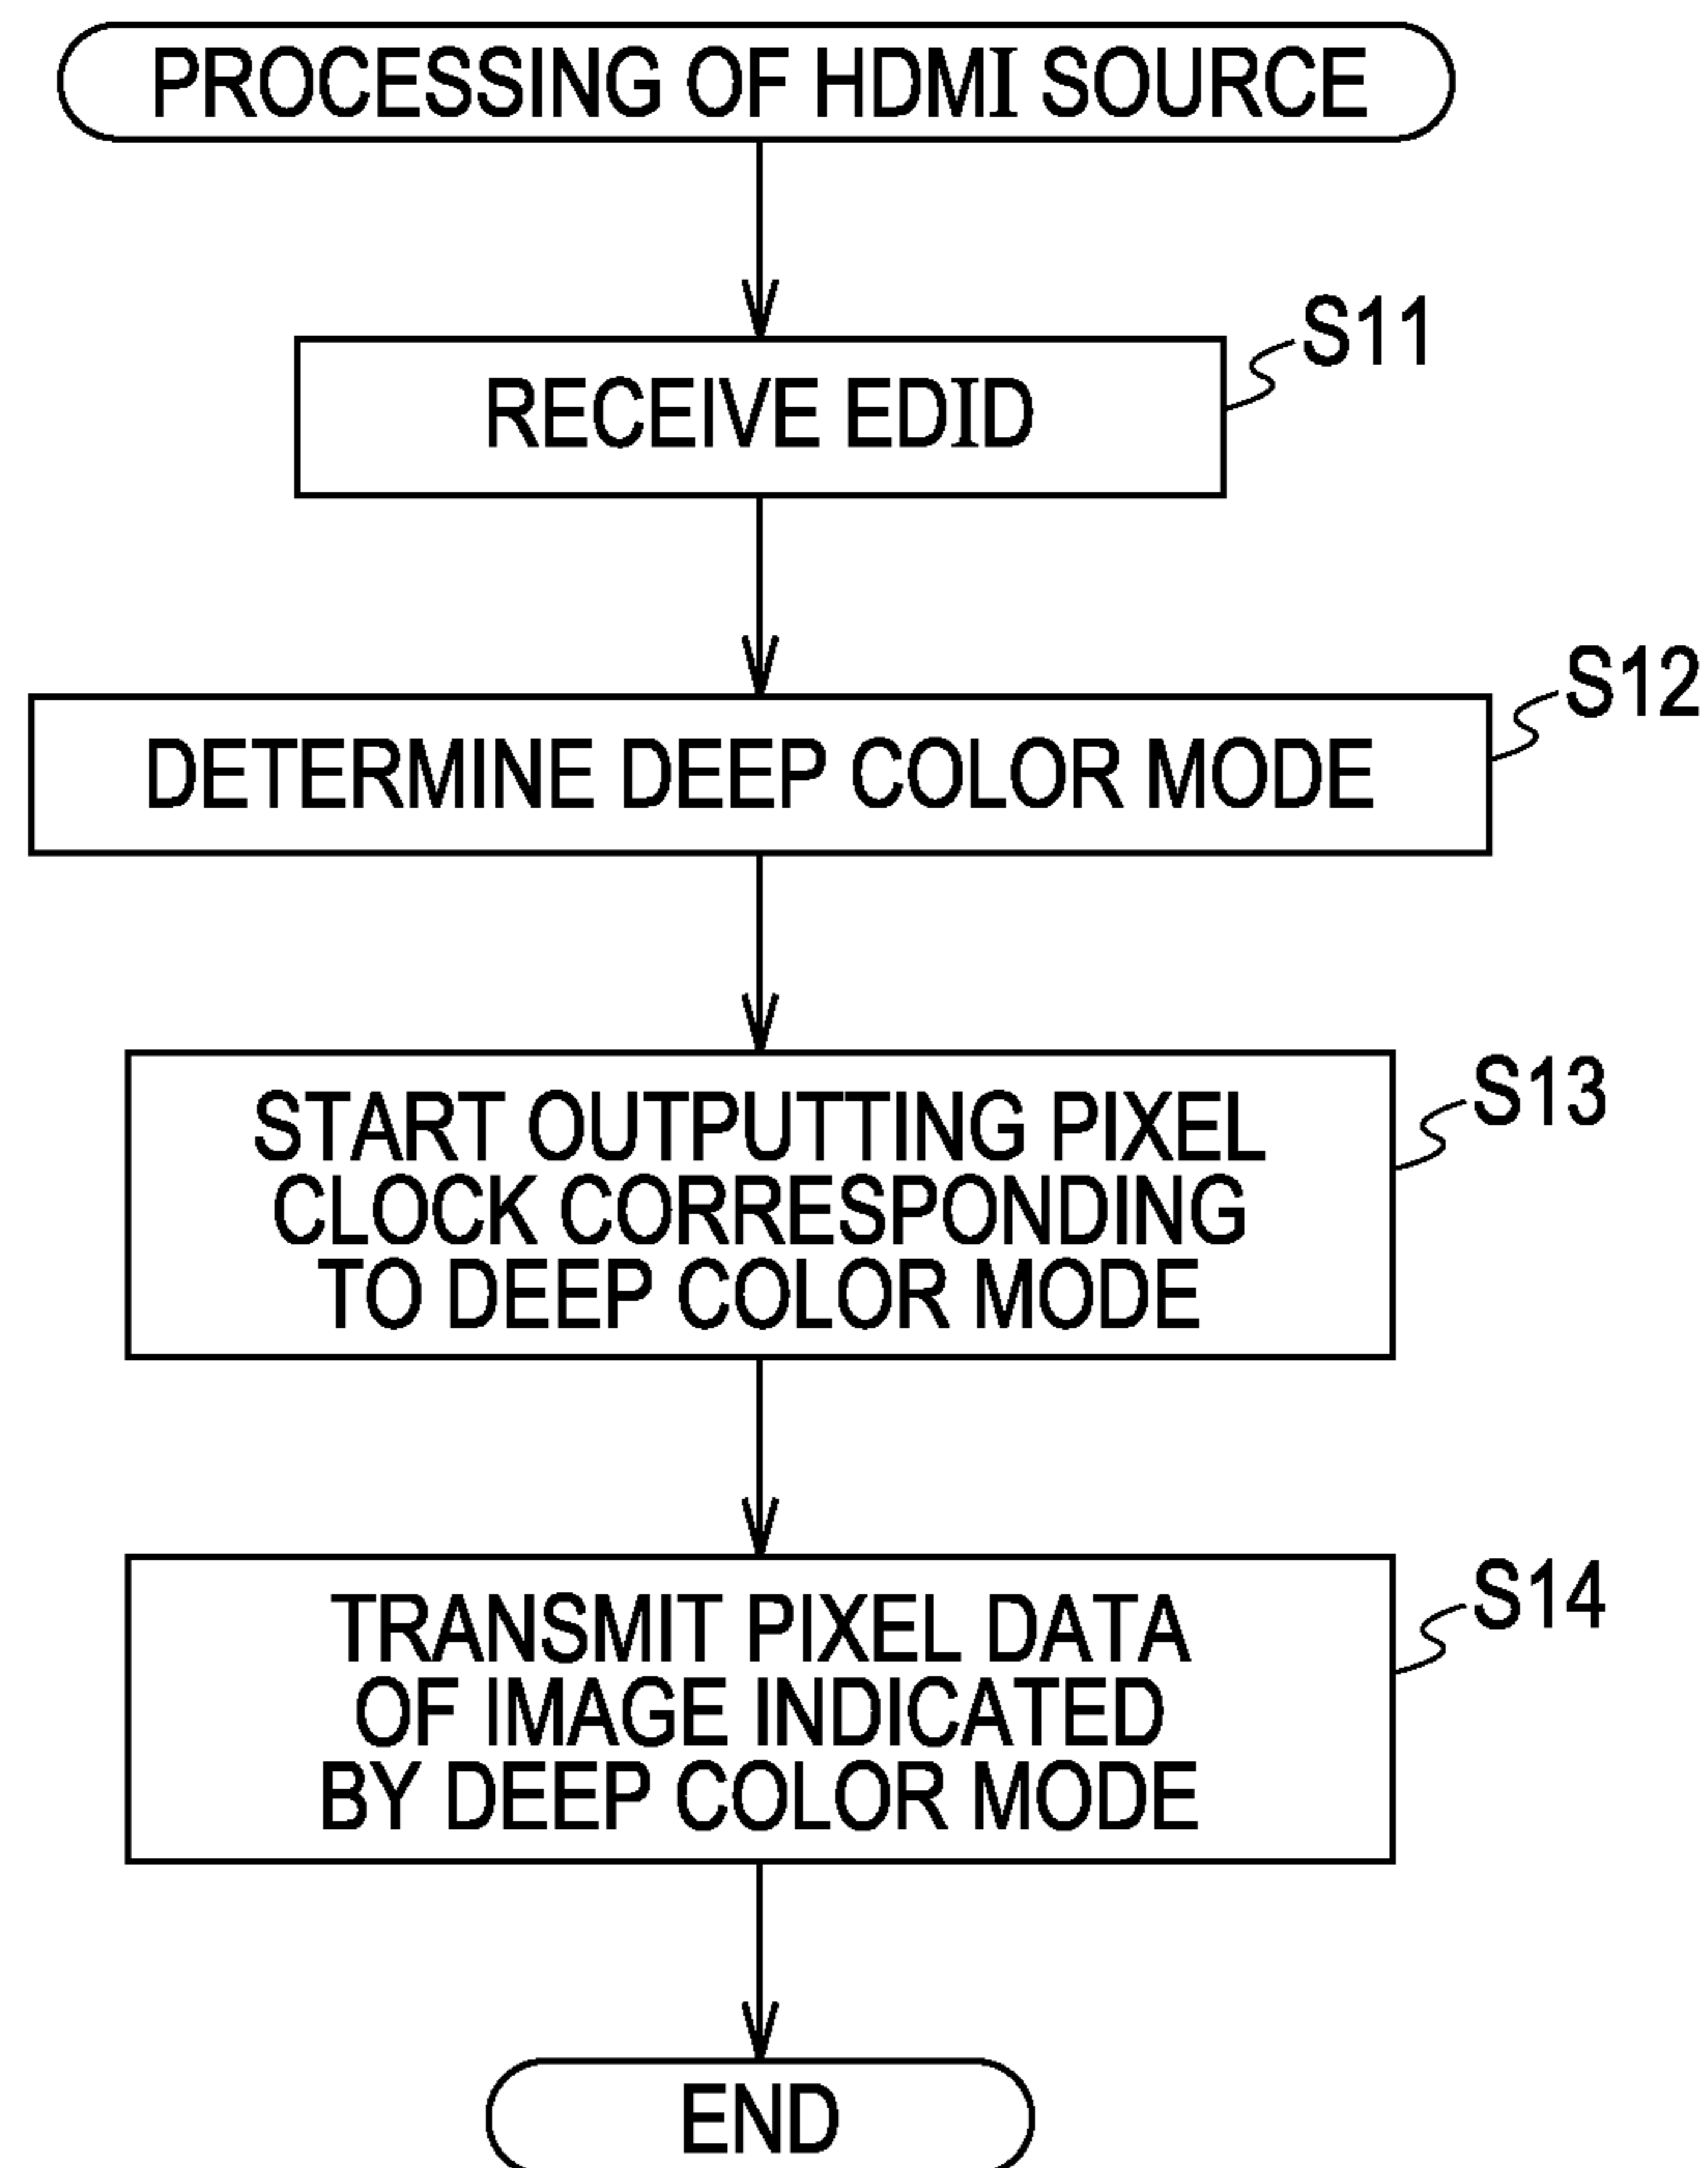 PROCESSING OF HDMI SOURCE
S11
RECEIVE EDID
S12
DETERMINE DEEP COLOR MODE
S13
START OUTPUTTING PIXEL
CLOCK CORRESPONDING
TO DEEP COLOR MODE
S14
TRANSMIT PIXEL DATA
OF IMAGE INDICATED
BY DEEP COLOR MODE
END